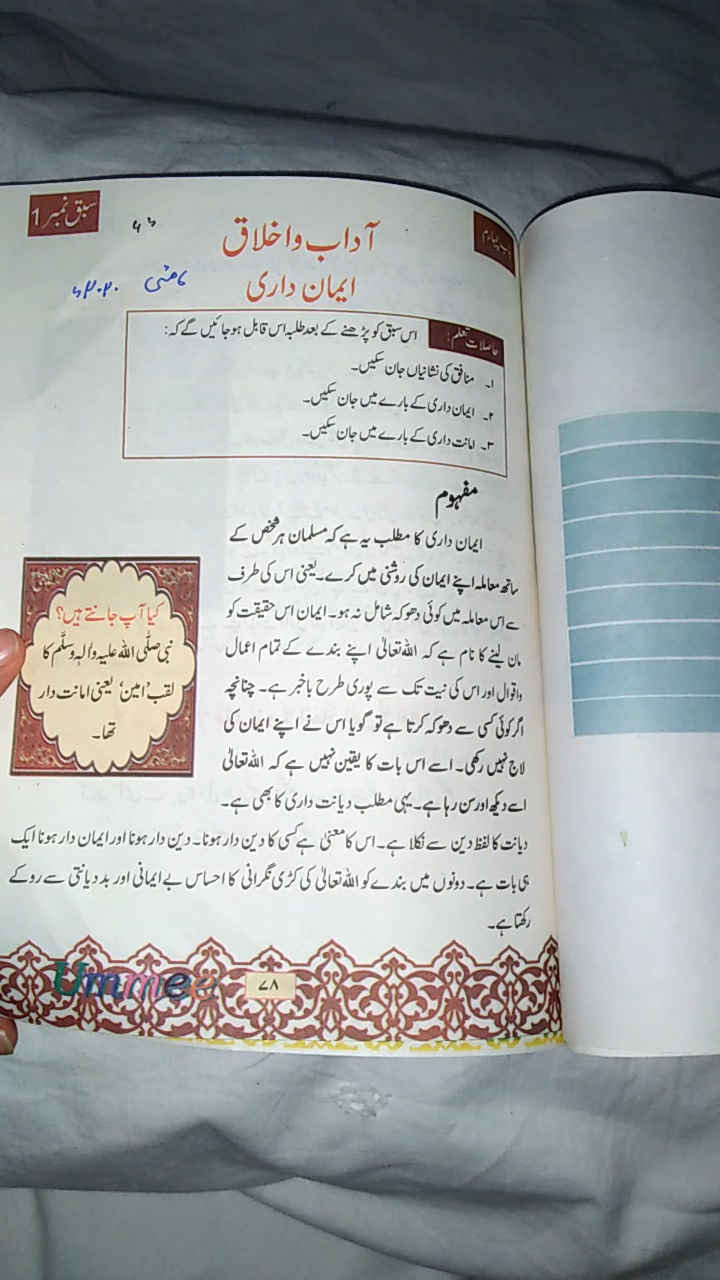 باب چہارم
سبق نمبر 1
آداب و اخلاق
ایمان داری
حاصلاتِ تعلم:
اس سبق کو پڑھنے کے بعد طلبہ اس قابل ہو جائیں گے کہ:
۱۔ منافق کی نشانیاں جان سکیں۔
۲۔ ایمان داری کے بارے میں جان سکیں۔
۳۔ امانت داری کے بارے میں جان سکیں۔
مفہوم
ایمان داری کا مطلب یہ ہے کہ مسلمان ہر شخص کے
ساتھ معاملہ اپنے ایمان کی روشنی میں کرے۔ یعنی اس کی طرف
سے اس معاملہ میں کوئی دھوکہ شامل نہ ہو۔ ایمان اس حقیقت کو
مان لینے کا نام ہے کہ اللہ تعالیٰ اپنے بندے کے تمام اعمال
و اقوال اور اس کی نیت تک سے پوری طرح باخبر ہے۔ چنانچہ
اگر کوئی کسی سے دھوکہ کرتا ہے تو گویا اس نے اپنے ایمان کی
لاج نہیں رکھی۔ اسے اس بات کا یقین نہیں ہے کہ اللہ تعالیٰ
اسے دیکھ اور سن رہا ہے۔ یہی مطلب دیانت داری کا بھی ہے۔
دیانت کا لفظ دین سے نکلا ہے۔ اس کا معنیٰ ہے کسی کا دین دار ہونا۔ دین دار ہونا اور ایمان دار ہونا ایک
ہی بات ہے۔ دونوں میں بندے کو اللہ تعالیٰ کی کڑی نگرانی کا احساس بے ایمانی اور بددیانتی سے روکے
رکھتا ہے۔
کیا آپ جانتے ہیں؟
نبی صلّی اللہ علیہ والہٖ وسلّم کا
لقب 'امین' یعنی امانت دار
تھا۔
Ummee
۷۸